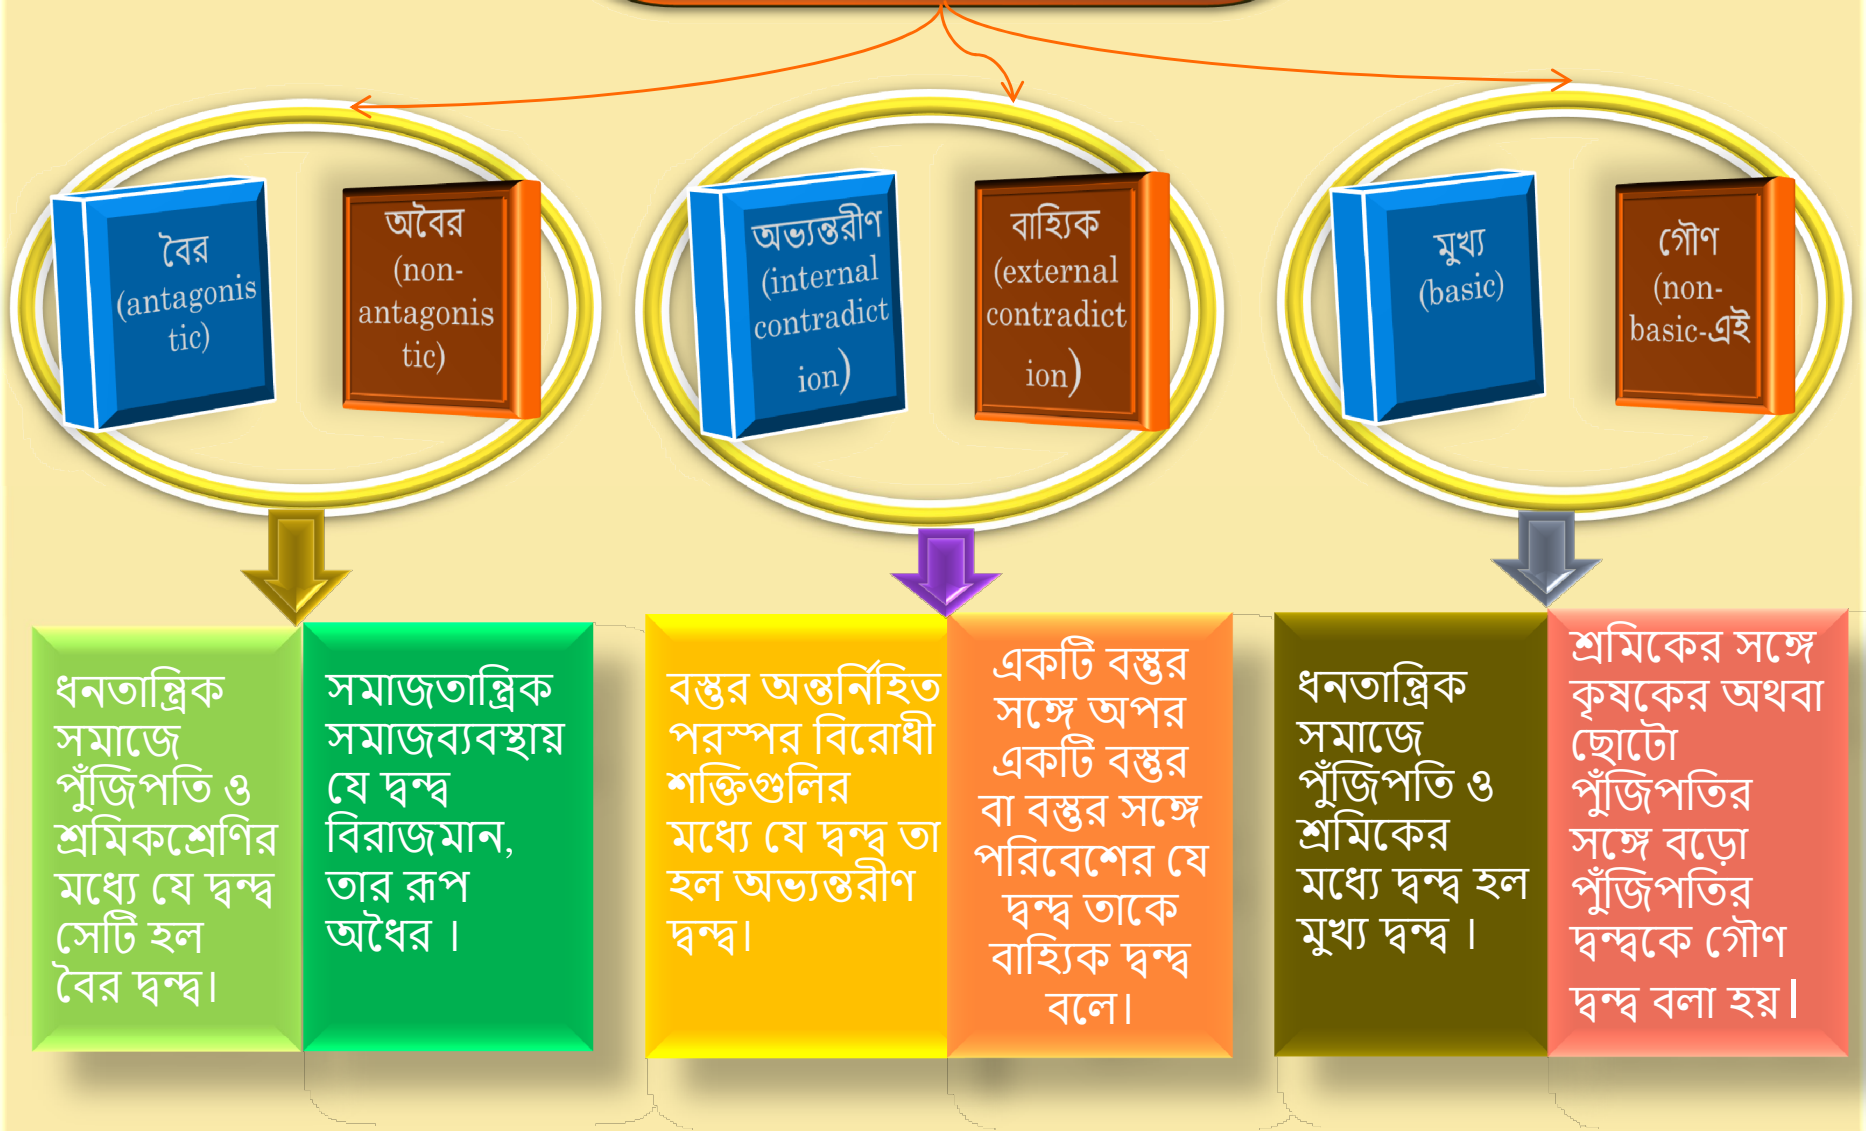 বৈর
(antagonis
tic)
অবৈর
(non-
antagonis
tic)
অভ্যন্তরীণ
(internal
contradict
ion)
বাহ্যিক
(external
contradict
ion)
মুখ্য
(basic)
গৌণ
(non-
basic-এই
ধনতান্ত্রিক
সমাজে
পুঁজিপতি ও
শ্রমিকশ্রেণির
মধ্যে যে দ্বন্দ্ব
সেটি হল
বৈর দ্বন্দ্ব।
সমাজতান্ত্রিক
সমাজব্যবস্থায়
যে দ্বন্দ্ব
বিরাজমান,
তার রূপ
অধৈর ।
বস্তুর অন্তর্নিহিত
পরস্পর বিরোধী
শক্তিগুলির
মধ্যে যে দ্বন্দ্ব তা
হল অভ্যন্তরীণ
দ্বন্দ্ব।
একটি বস্তুর
সঙ্গে অপর
একটি বস্তুর
বা বস্তুর সঙ্গে
পরিবেশের যে
দ্বন্দ্ব তাকে
বাহ্যিক দ্বন্দ্ব
বলে।
ধনতান্ত্রিক
সমাজে
পুঁজিপতি ও
শ্রমিকের
মধ্যে দ্বন্দ্ব হল
মুখ্য দ্বন্দ্ব ।
শ্রমিকের সঙ্গে
কৃষকের অথবা
ছোটো
পুঁজিপতির
সঙ্গে বড়ো
পুঁজিপতির
দ্বন্দ্বকে গৌণ
দ্বন্দ্ব বলা হয়।